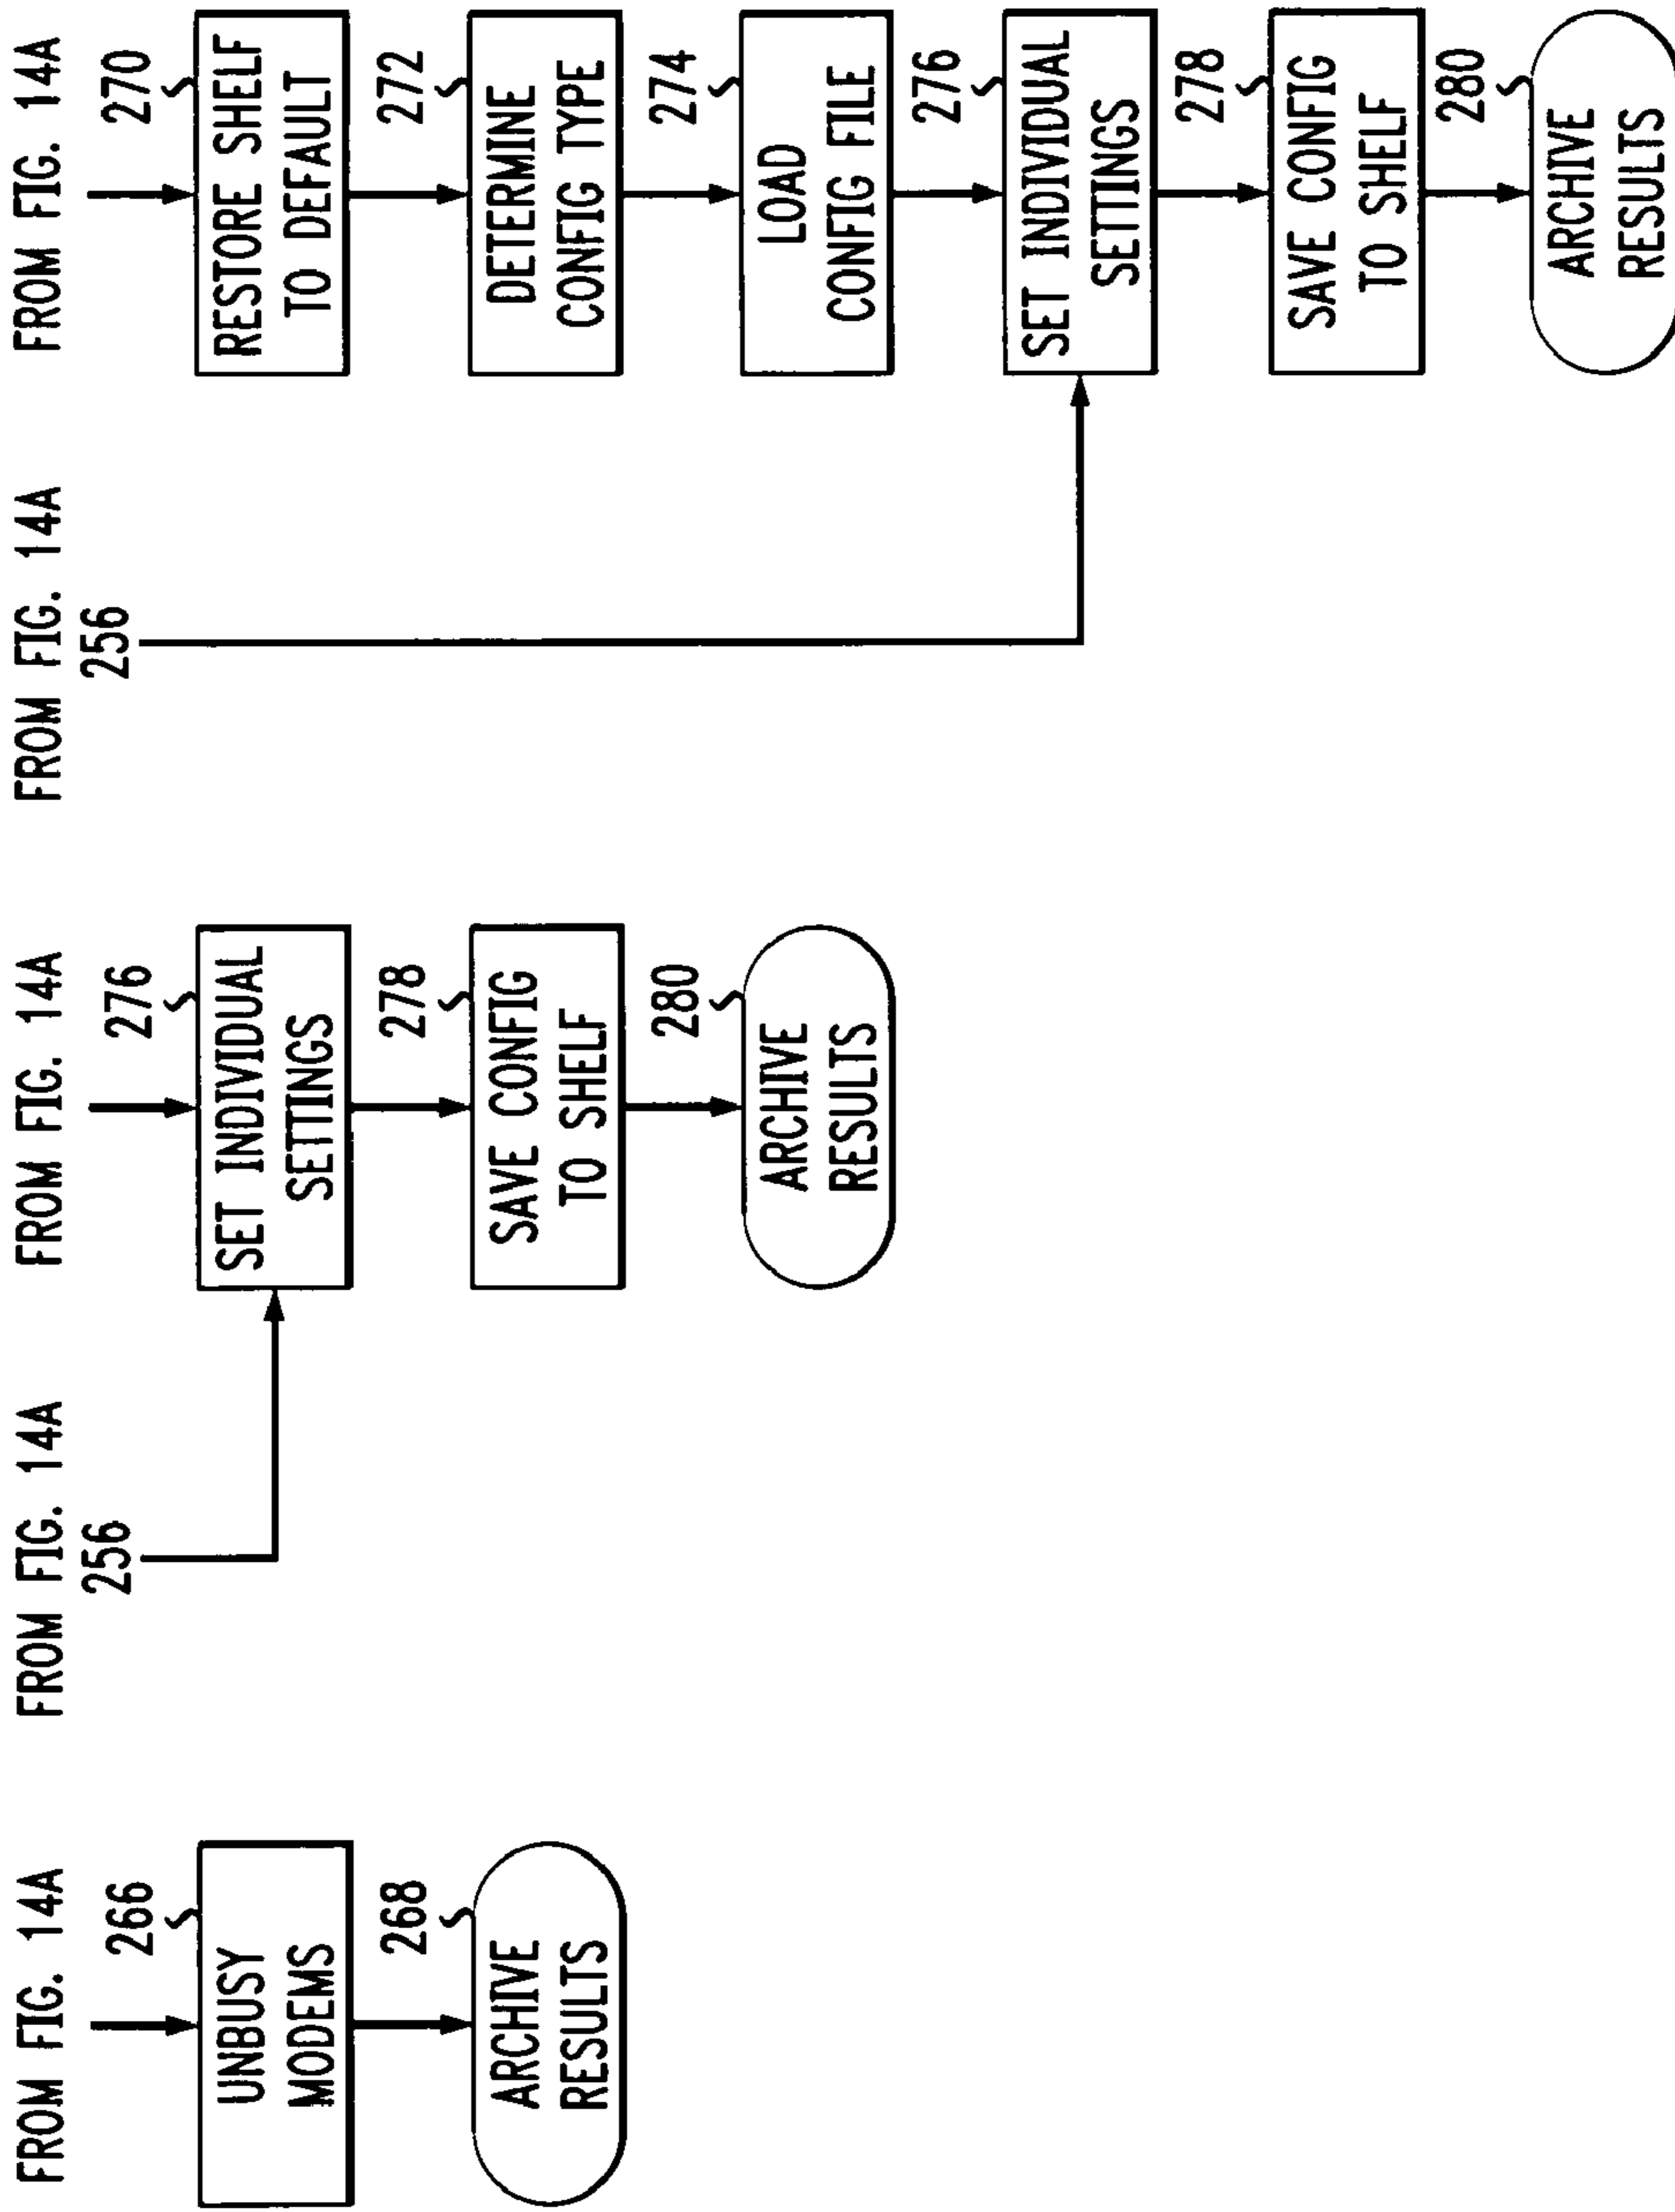 FROM FIG. 14A
266
UNBUSY
MODEMS
268
ARCHIVE
RESULTS
FROM FIG. 14A
256
FROM FIG. 14A
276
SET INDIVIDUAL
SETTINGS
278
SAVE CONFIG
TO SHELF
280
ARCHIVE
RESULTS
FROM FIG. 14A
256
FROM FIG. 14A
270
RESTORE SHELF
TO DEFAULT
272
DETERMINE
CONFIG TYPE
274
LOAD
CONFIG FILE
276
SET INDIVIDUAL
SETTINGS
278
SAVE CONFIG
TO SHELF
280
ARCHIVE
RESULTS